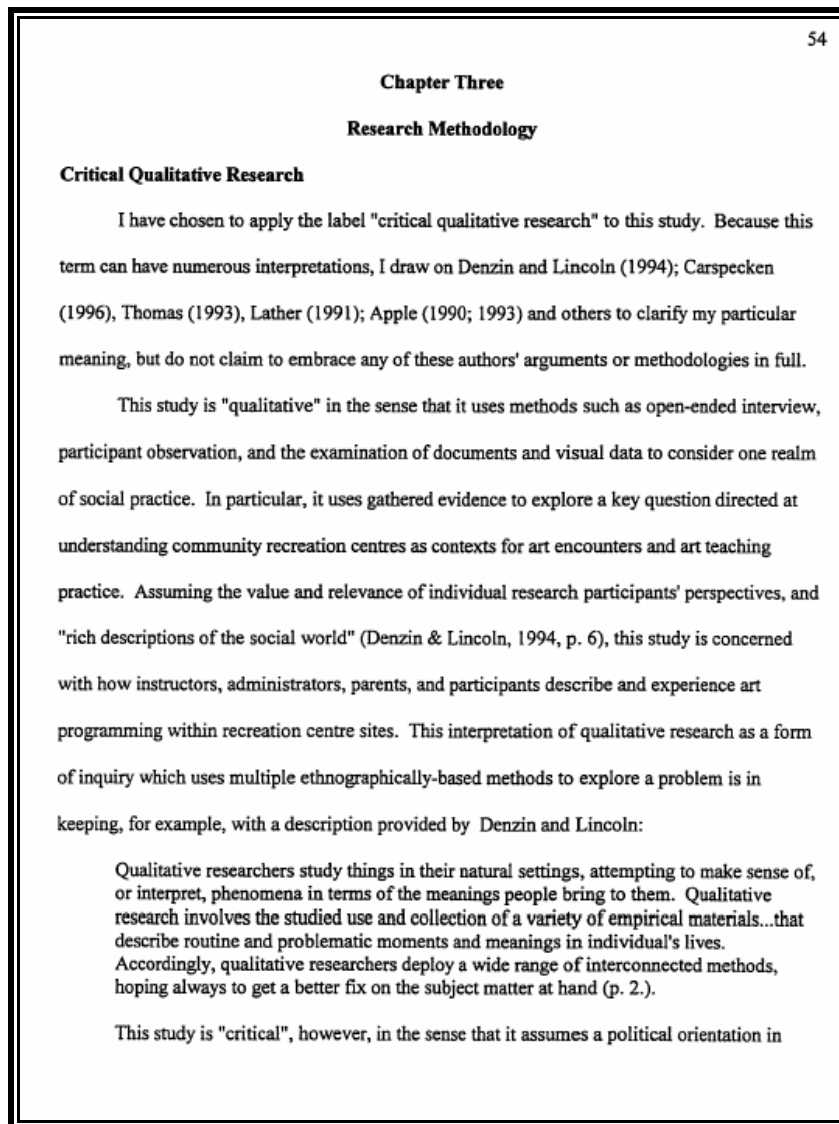 54
Chapter Three
Research Methodology
Critical Qualitative Research
I have chosen to apply the label "critical qualitative research" to this study. Because this
term can have numerous interpretations, I draw on Denzin and Lincoln (1994); Carspecken
(1996), Thomas (1993), Lather (1991); Apple (1990; 1993) and others to clarify my particular
meaning, but do not claim to embrace any of these authors' arguments or methodologies in full.
This study is "qualitative" in the sense that it uses methods such as open-ended interview,
participant observation, and the examination of documents and visual data to consider one realm
of social practice. In particular, it uses gathered evidence to explore a key question directed at
understanding community recreation centres as contexts for art encounters and art teaching
practice. Assuming the value and relevance of individual research participants' perspectives, and
"rich descriptions of the social world" (Denzin & Lincoln, 1994, p. 6), this study is concerned
with how instructors, administrators, parents, and participants describe and experience art
programming within recreation centre sites. This interpretation of qualitative research as a form
of inquiry which uses multiple ethnographically-based methods to explore a problem is in
keeping, for example, with a description provided by Denzin and Lincoln:
Qualitative researchers study things in their natural settings, attempting to make sense of,
or interpret, phenomena in terms of the meanings people bring to them. Qualitative
research involves the studied use and collection of a variety of empirical materials...that
describe routine and problematic moments and meanings in individual's lives.
Accordingly, qualitative researchers deploy a wide range of interconnected methods,
hoping always to get a better fix on the subject matter at hand (p. 2.).
This study is "critical", however, in the sense that it assumes a political orientation in